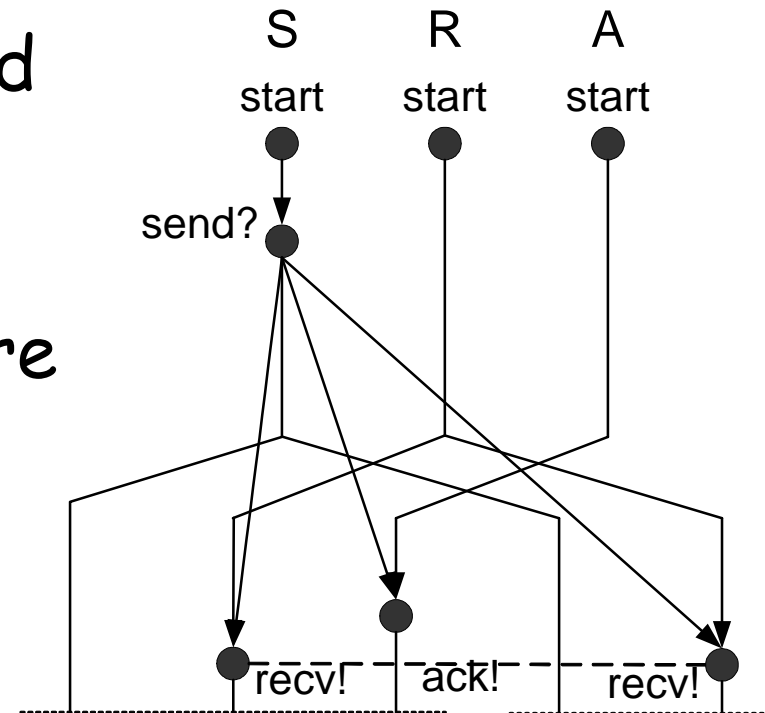 S R A
d
start start start
send?
re
recv! ack! recv!